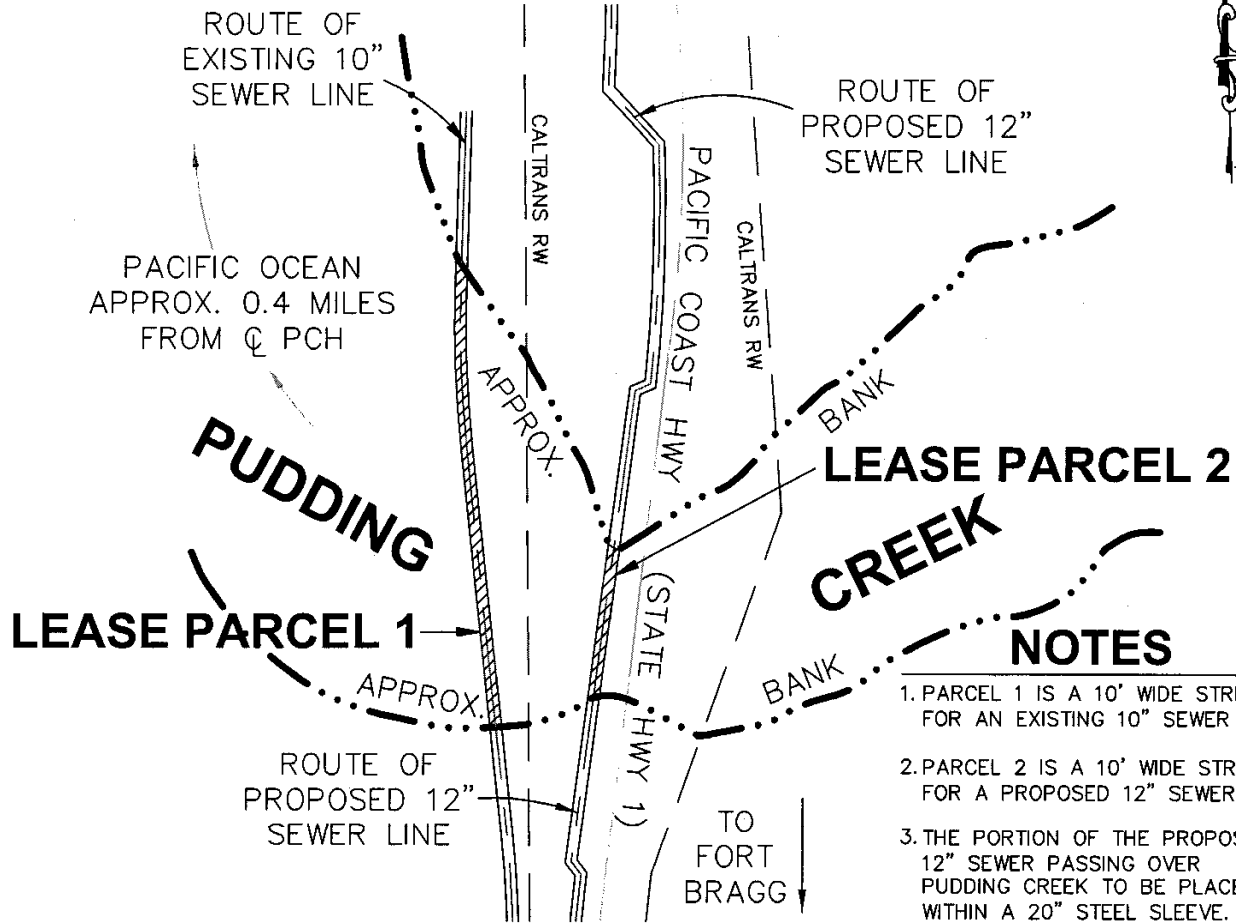 ROUTE OF
EXISTING 10"
SEWER LINE
CALTRANS RW
ROUTE OF
PROPOSED 12"
SEWER LINE
PACIFIC COAST HWY (STATE HWY 1)
CALTRANS RW
PACIFIC OCEAN
APPROX. 0.4 MILES
FROM ℄ PCH
APPROX.
BANK
PUDDING
CREEK
LEASE PARCEL 2
LEASE PARCEL 1
APPROX.
BANK
ROUTE OF
PROPOSED 12"
SEWER LINE
TO
FORT
BRAGG
NOTES
1. PARCEL 1 IS A 10' WIDE
FOR AN EXISTING 10" SEWER
2. PARCEL 2 IS A 10' WIDE
FOR A PROPOSED 12" SEWER
3. THE PORTION OF THE
12" SEWER PASSING OVER
PUDDING CREEK TO BE
WITHIN A 20" STEEL SLEEVE.